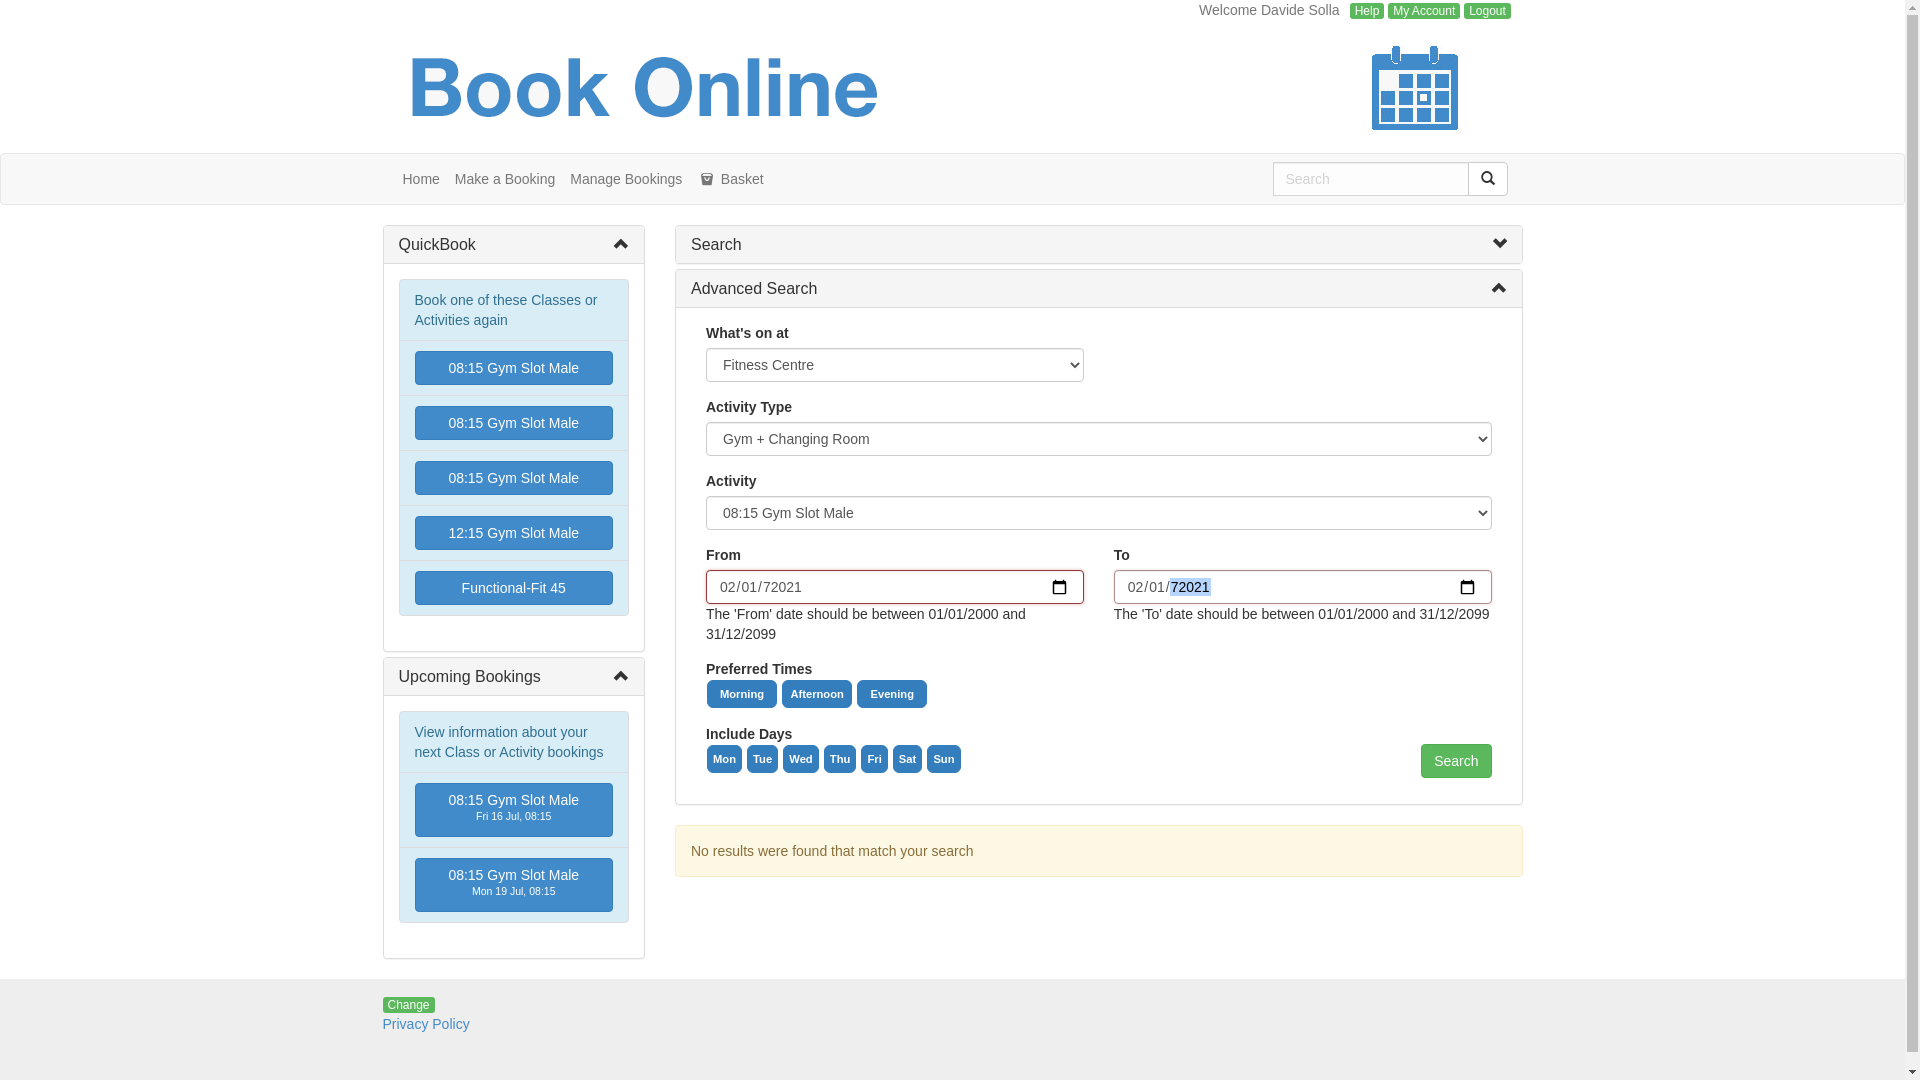 Welcome Davide Solla Help My Account Logout
Book Online
Home Make a Booking Manage Bookings Basket Search
QuickBook
Book one of these Classes or
Activities again
08:15 Gym Slot Male
08:15 Gym Slot Male
08:15 Gym Slot Male
12:15 Gym Slot Male
Functional-Fit 45
Upcoming Bookings
View information about your
next Class or Activity bookings
08:15 Gym Slot Male
Fri 16 Jul, 08:15
08:15 Gym Slot Male
Mon 19 Jul, 08:15
Search
Advanced Search
What's on at
Fitness Centre
Activity Type
Gym + Changing Room
Activity
08:15 Gym Slot Male
From
02/01/72021
The 'From' date should be between 01/01/2000 and
31/12/2099
To
02/01/72021
The 'To' date should be between 01/01/2000 and 31/12/2099
Preferred Times
Morning Afternoon Evening
Include Days
Mon Tue Wed Thu Fri Sat Sun
Search
No results were found that match your search
Change
Privacy Policy